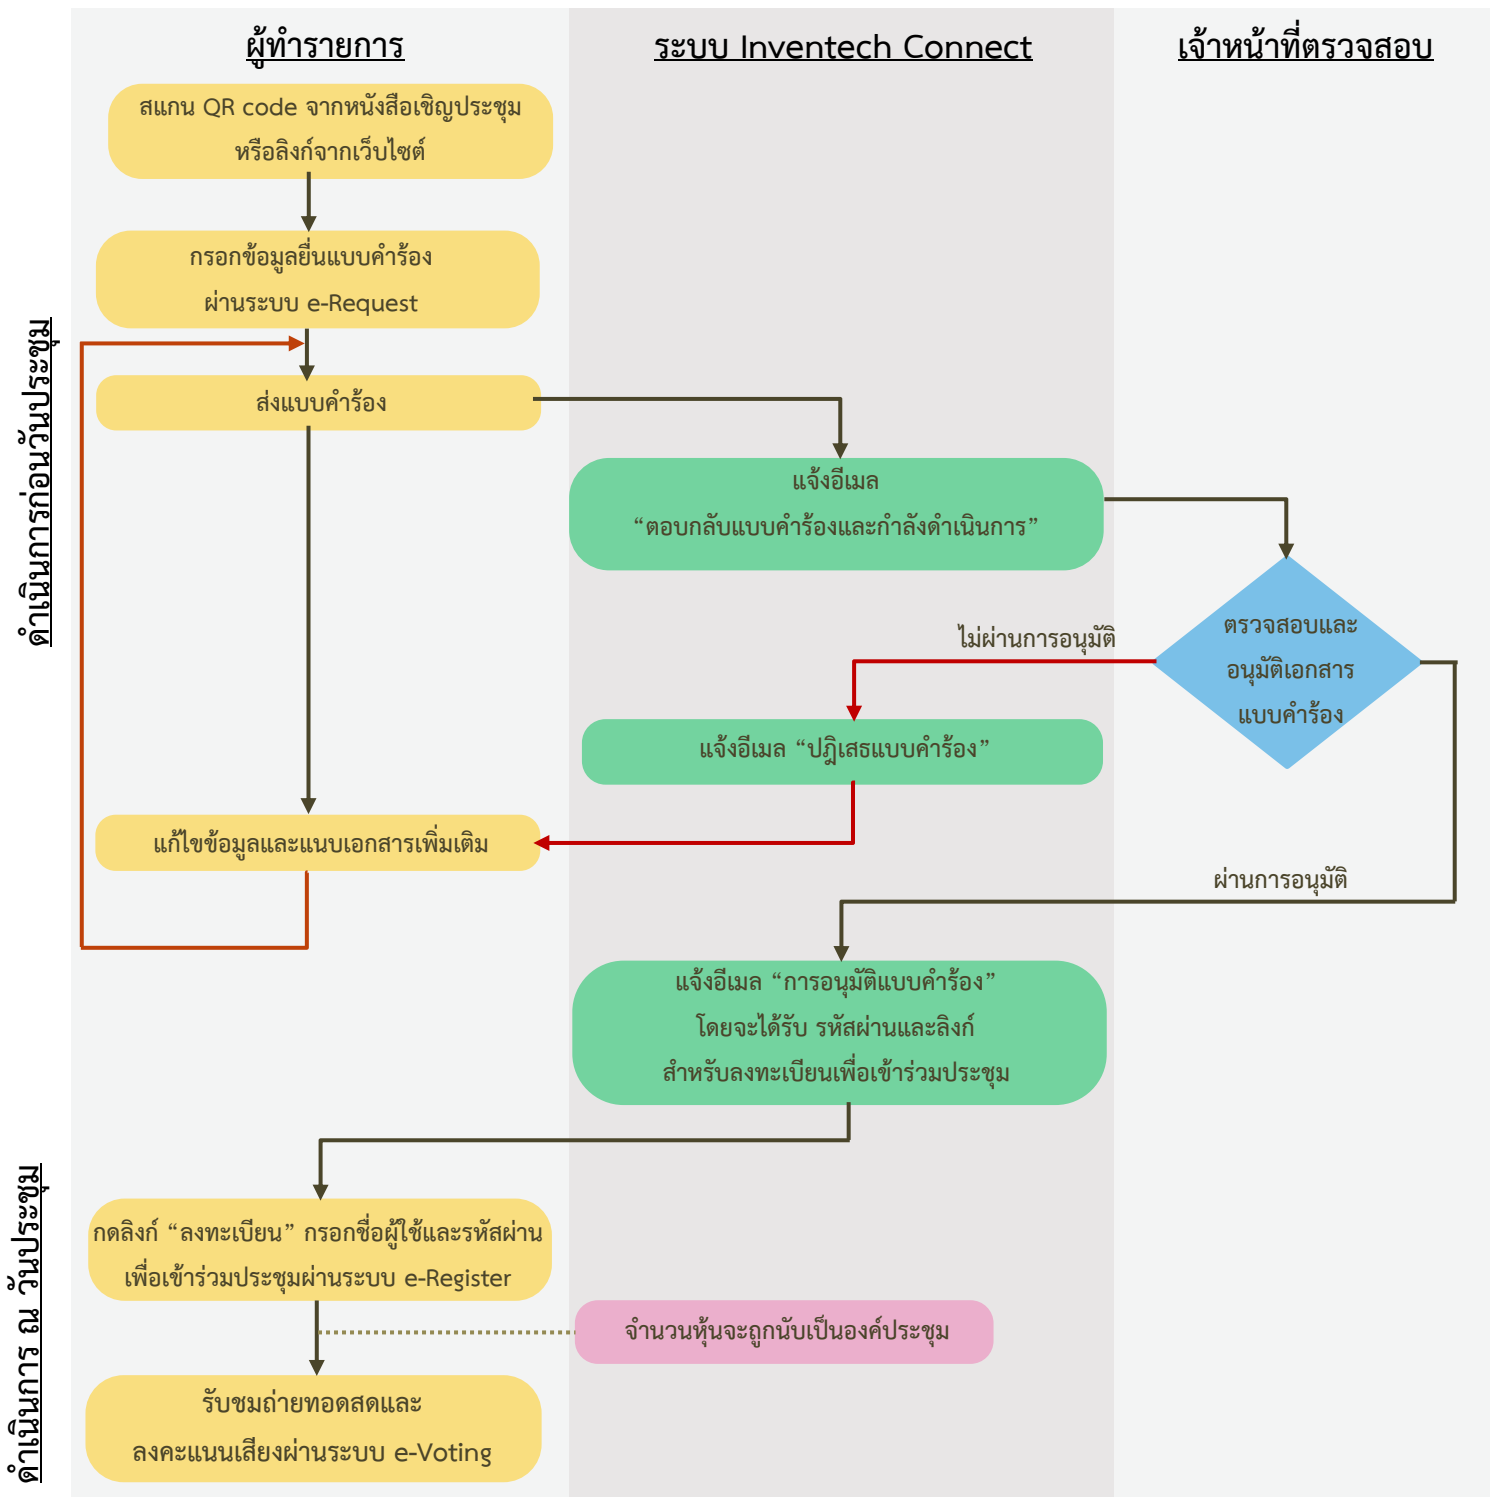 ผู้ทำรายการ
ระบบ Inventech Connect
เจ้าหน้าที่ตรวจสอบ
ดำเนินการก่อนวันประชุม
สแกน QR code จากหนังสือเชิญประชุม
หรือลิงก์จากเว็บไซต์
กรอกข้อมูลยื่นแบบคำร้อง
ผ่านระบบ e-Request
ส่งแบบคำร้อง
แจ้งอีเมล
“ตอบกลับแบบคำร้องและกำลังดำเนินการ”
ตรวจสอบและ
อนุมัติเอกสาร
แบบคำร้อง
ไม่ผ่านการอนุมัติ
แจ้งอีเมล “ปฏิเสธแบบคำร้อง”
แก้ไขข้อมูลและแนบเอกสารเพิ่มเติม
ผ่านการอนุมัติ
แจ้งอีเมล “การอนุมัติแบบคำร้อง”
โดยจะได้รับ รหัสผ่านและลิงก์
สำหรับลงทะเบียนเพื่อเข้าร่วมประชุม
ดำเนินการ ณ วันประชุม
กดลิงก์ “ลงทะเบียน” กรอกชื่อผู้ใช้และรหัสผ่าน
เพื่อเข้าร่วมประชุมผ่านระบบ e-Register
จำนวนหุ้นจะถูกนับเป็นองค์ประชุม
รับชมถ่ายทอดสดและ
ลงคะแนนเสียงผ่านระบบ e-Voting